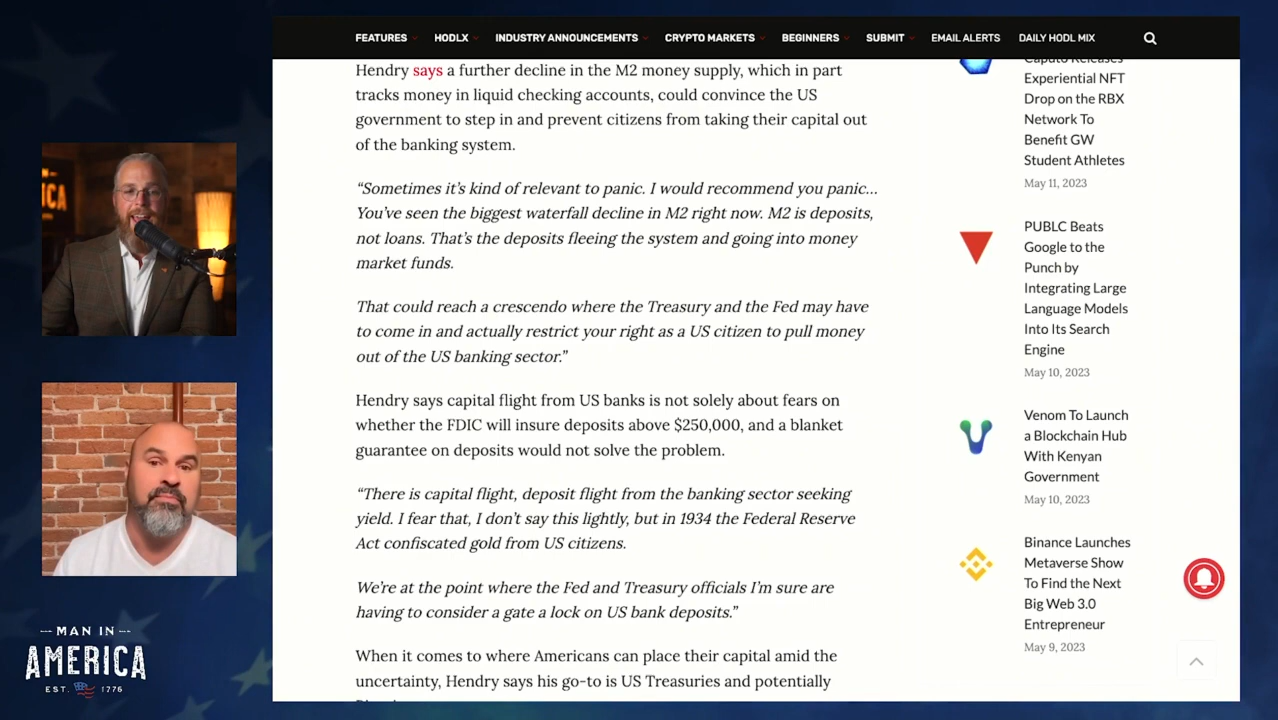 FEATURES HODLX INDUSTRY ANNOUNCEMENTS CRYPTO MARKETS BEGINNERS SUBMIT EMAIL ALERTS DAILY HODL MIX
Hendry says a further decline in the M2 money supply, which in part
tracks money in liquid checking accounts, could convince the US
government to step in and prevent citizens from taking their capital out
of the banking system.
“Sometimes it’s kind of relevant to panic. I would recommend you panic…
You’ve seen the biggest waterfall decline in M2 right now. M2 is deposits,
not loans. That’s the deposits fleeing the system and going into money
market funds.
That could reach a crescendo where the Treasury and the Fed may have
to come in and actually restrict your right as a US citizen to pull money
out of the US banking sector.”
Hendry says capital flight from US banks is not solely about fears on
whether the FDIC will insure deposits above $250,000, and a blanket
guarantee on deposits would not solve the problem.
“There is capital flight, deposit flight from the banking sector seeking
yield. I fear that, I don’t say this lightly, but in 1934 the Federal Reserve
Act confiscated gold from US citizens.
We’re at the point where the Fed and Treasury officials I’m sure are
having to consider a gate a lock on US bank deposits.”
When it comes to where Americans can place their capital amid the
uncertainty, Hendry says his go-to is US Treasuries and potentially
Caputo Releases
Experiential NFT
Drop on the RBX
Network To
Benefit GW
Student Athletes
May 11, 2023
PUBLC Beats
Google to the
Punch by
Integrating Large
Language Models
Into Its Search
Engine
May 10, 2023
Venom To Launch
a Blockchain Hub
With Kenyan
Government
May 10, 2023
Binance Launches
Metaverse Show
To Find the Next
Big Web 3.0
Entrepreneur
May 9, 2023
ICA
MAN IN
AMERICA
EST. 1776